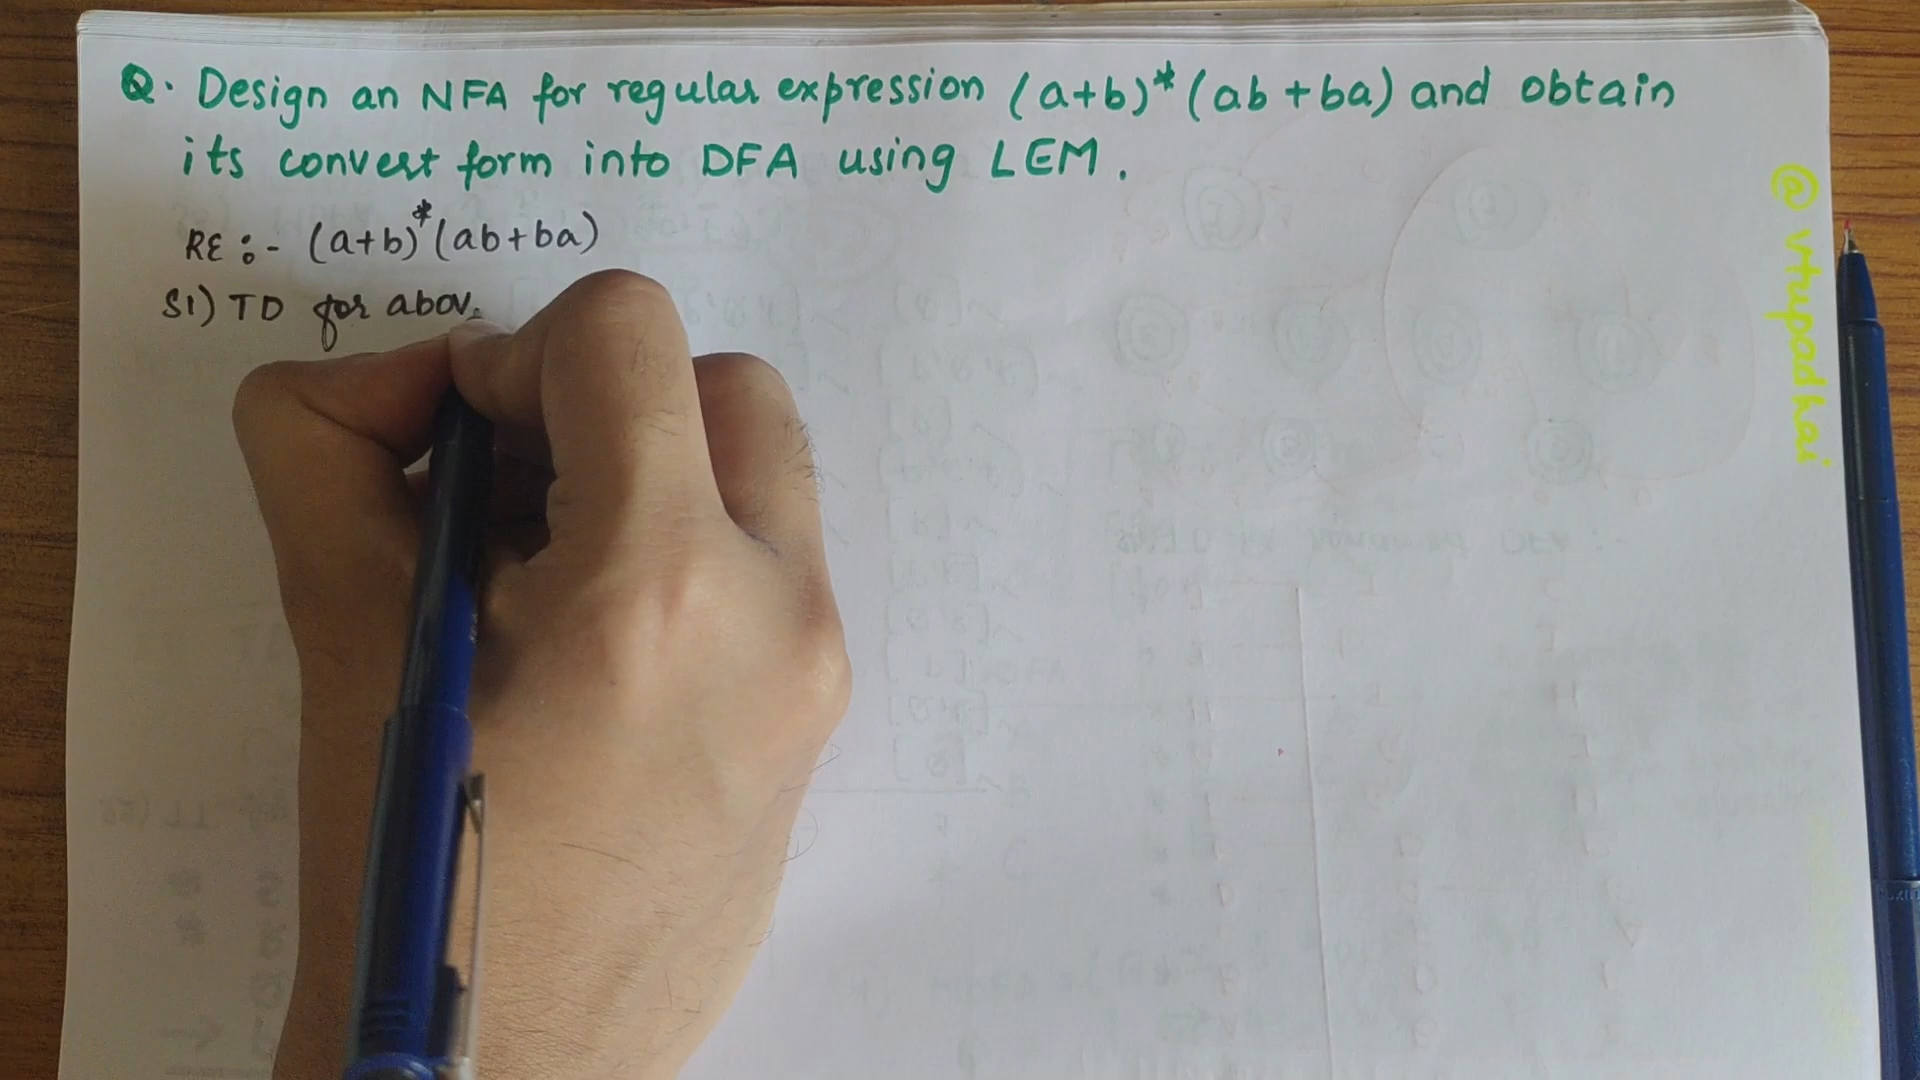 Q. Design an NFA for regular expression (a+b)*(ab+ba) and obtain
its convert form into DFA using LEM.
RE :- (a+b)*(ab+ba)
S1) TD for abov
@vtupadhai